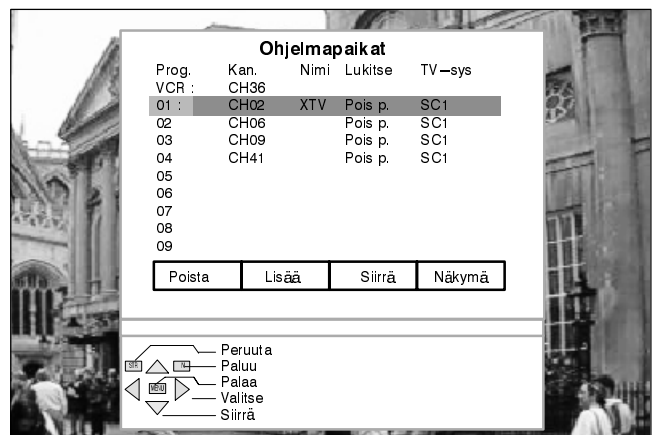 Ohjelmapaikat
Prog. Kan. Nimi Lukitse TV–sys
VCR : CH36
01 : CH02 XTV Pois p. SC1
02 CH06 Pois p. SC1
03 CH09 Pois p. SC1
04 CH41 Pois p. SC1
05
06
07
08
09
Poista Lisää Siirrä Näkymä
Peruuta
STR N Paluu
Palaa
MENU
Valitse
Siirrä